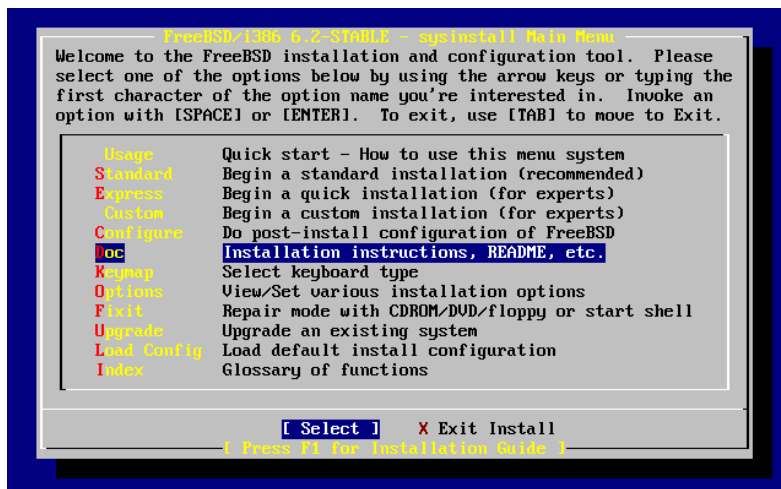 FreeBSD/i386 6.2-STABLE - sysinstall Main Menu
Welcome to the FreeBSD installation and configuration tool.  Please
select one of the options below by using the arrow keys or typing the
first character of the option name you're interested in.  Invoke an
option with [SPACE] or [ENTER].  To exit, use [TAB] to move to Exit.
Usage Quick start - How to use this menu system
Standard Begin a standard installation (recommended)
Express Begin a quick installation (for experts)
Custom Begin a custom installation (for experts)
Configure Do post-install configuration of FreeBSD
Doc Installation instructions, README, etc.
Keymap Select keyboard type
Options View/Set various installation options
Fixit Repair mode with CDROM/DVD/floppy or start shell
Upgrade Upgrade an existing system
Load Config Load default install configuration
Index Glossary of functions
[ Select ] X Exit Install
[ Press F1 for Installation Guide ]